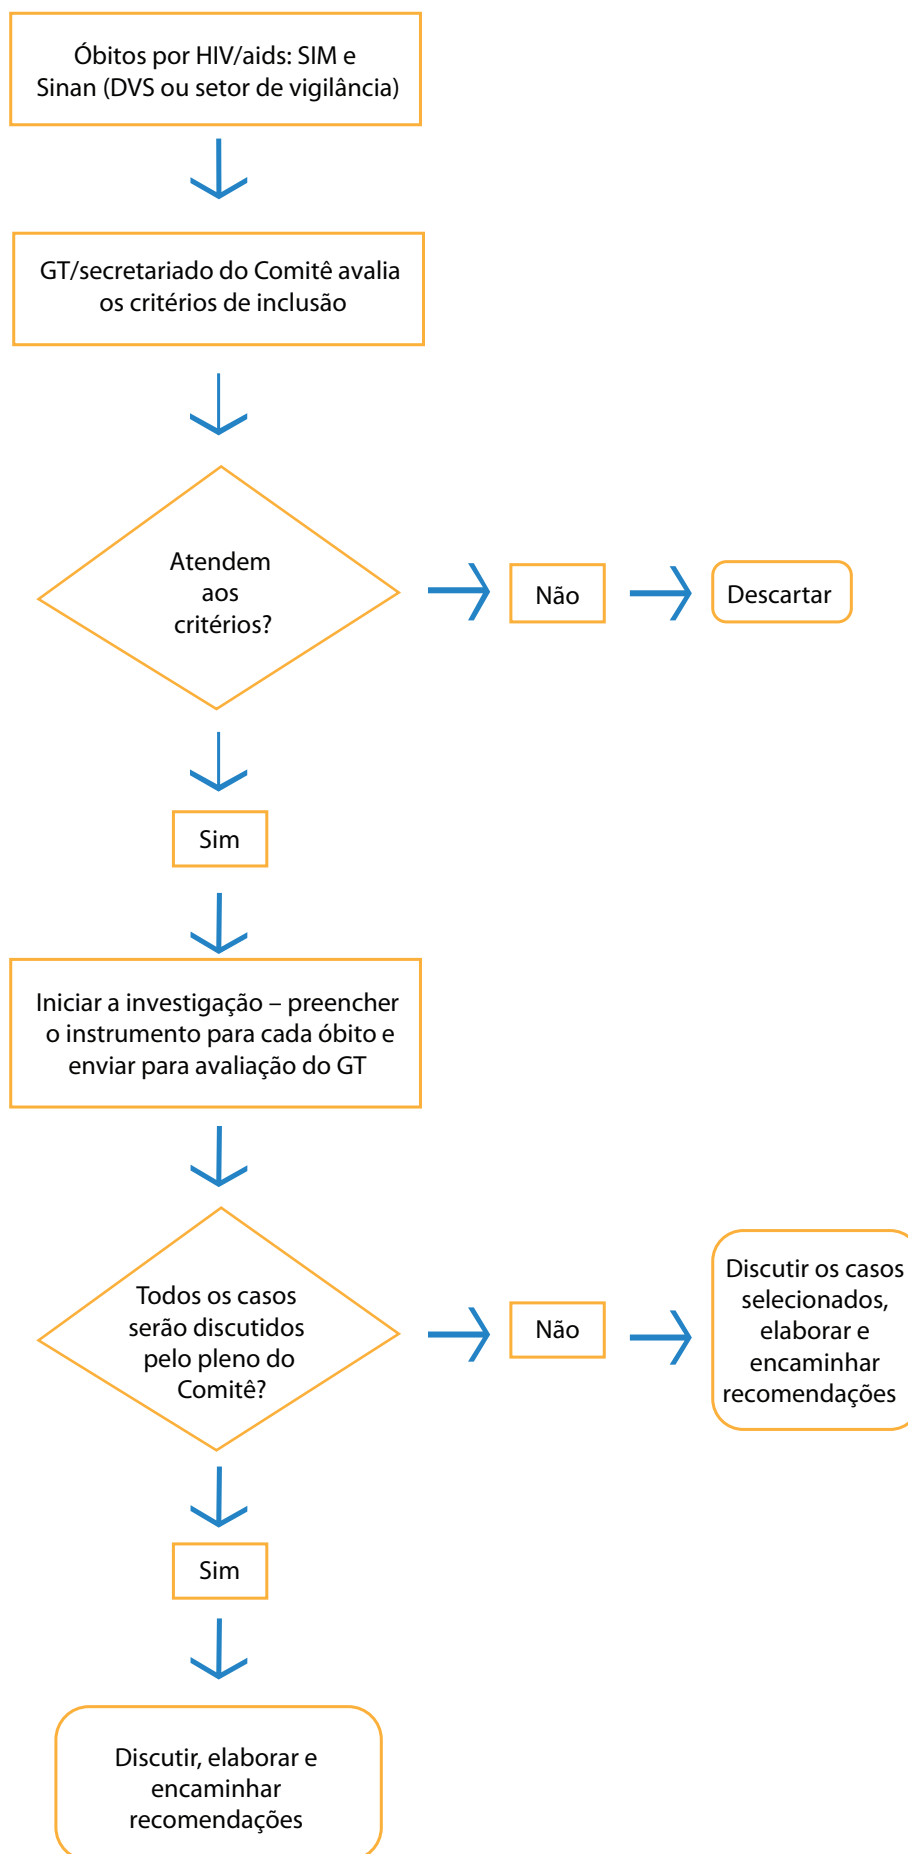 Óbitos por HIV/aids: SIM e
Sinan (DVS ou setor de vigilância)
GT/secretariado do Comitê avalia
os critérios de inclusão
Atendem
aos
critérios?
Não
Descartar
Sim
Iniciar a investigação – preencher
o instrumento para cada óbito e
enviar para avaliação do GT
Todos os casos
serão discutidos
pelo pleno do
Comitê?
Não
Discutir os casos
selecionados,
elaborar e
encaminhar
recomendações
Sim
Discutir, elaborar e
encaminhar
recomendações